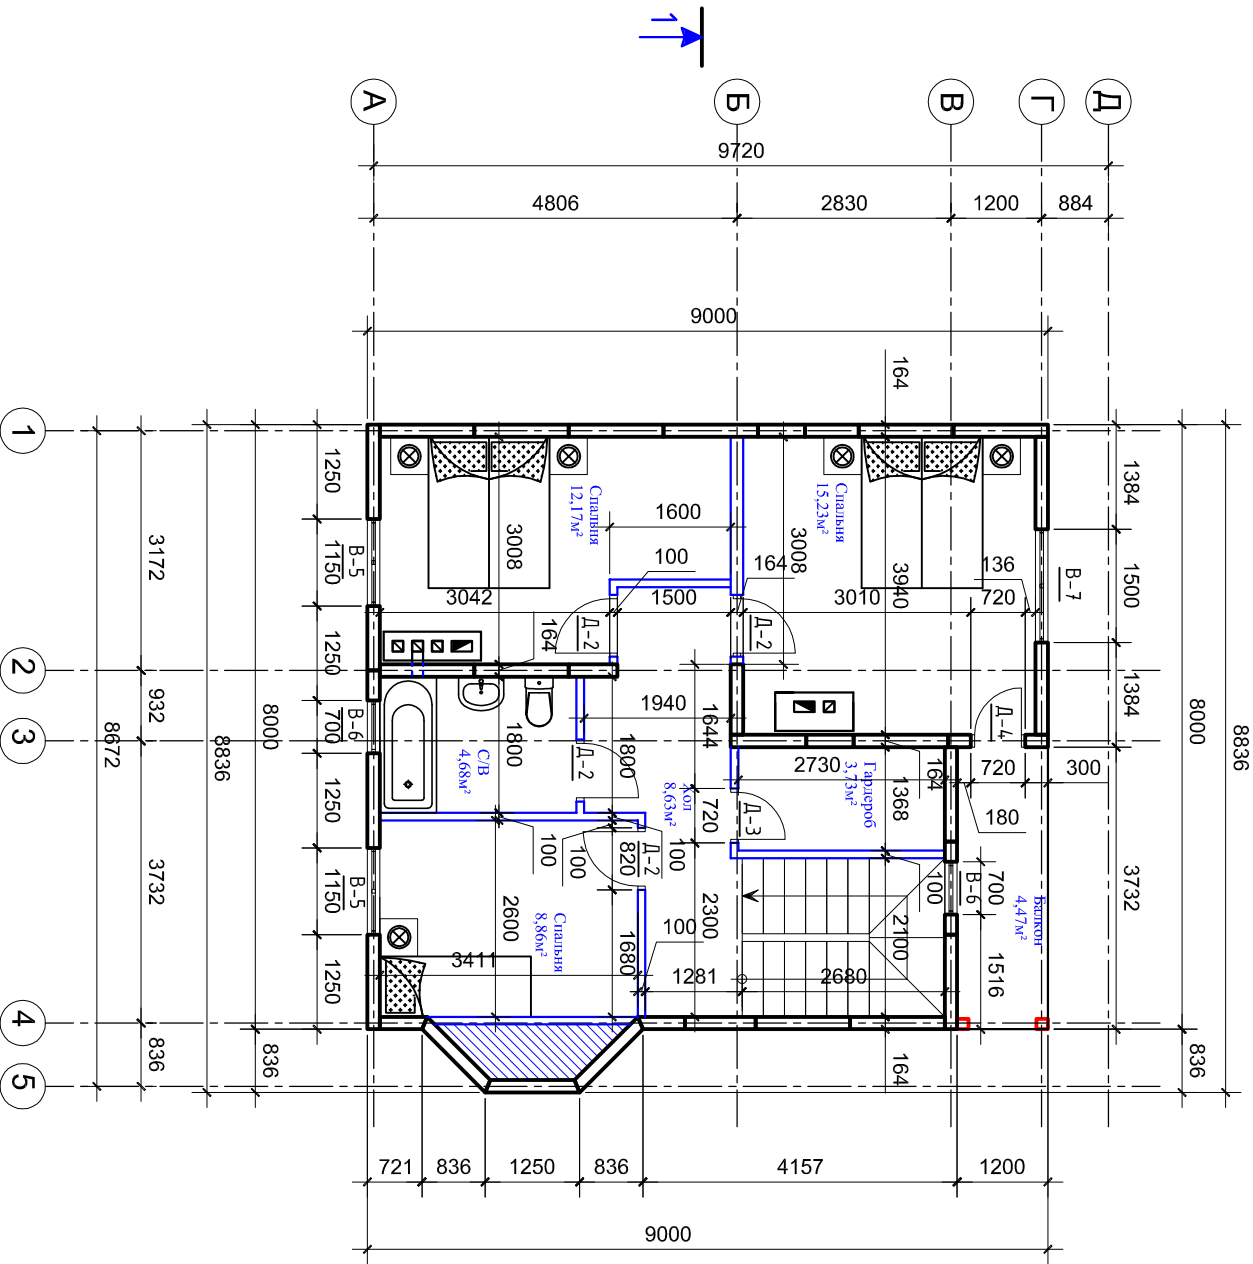 1
А
Б
В
Г
Д
9720
4806
2830
1200
884
9000
164
1
2
3
4
5
8672
3172
932
3732
836
8836
8000
836
1250
1150
В-5
1250
700
В-6
1250
1150
В-5
1250
1384
1500
В-7
1384
3732
8000
836
8836
Спальня
12,17м²
1600
100
3008
3042
1500
164
Д-2
164
Спальня
15,23м²
3008
3940
136
3010
720
Д-2
Д-4
1940
1644
1800
1800
С/В
4,68м²
Д-2
Хол
8,63м²
720
Д-3
2730
Гардероб
3,73м²
1368
164
720
300
180
100
100
100
820
Д-2
100
В-6
700
Балкон
4,47м²
1516
2600
Спальня
8,86м²
3411
1680
100
2300
1281
2680
2100
164
721
836
1250
836
4157
1200
9000